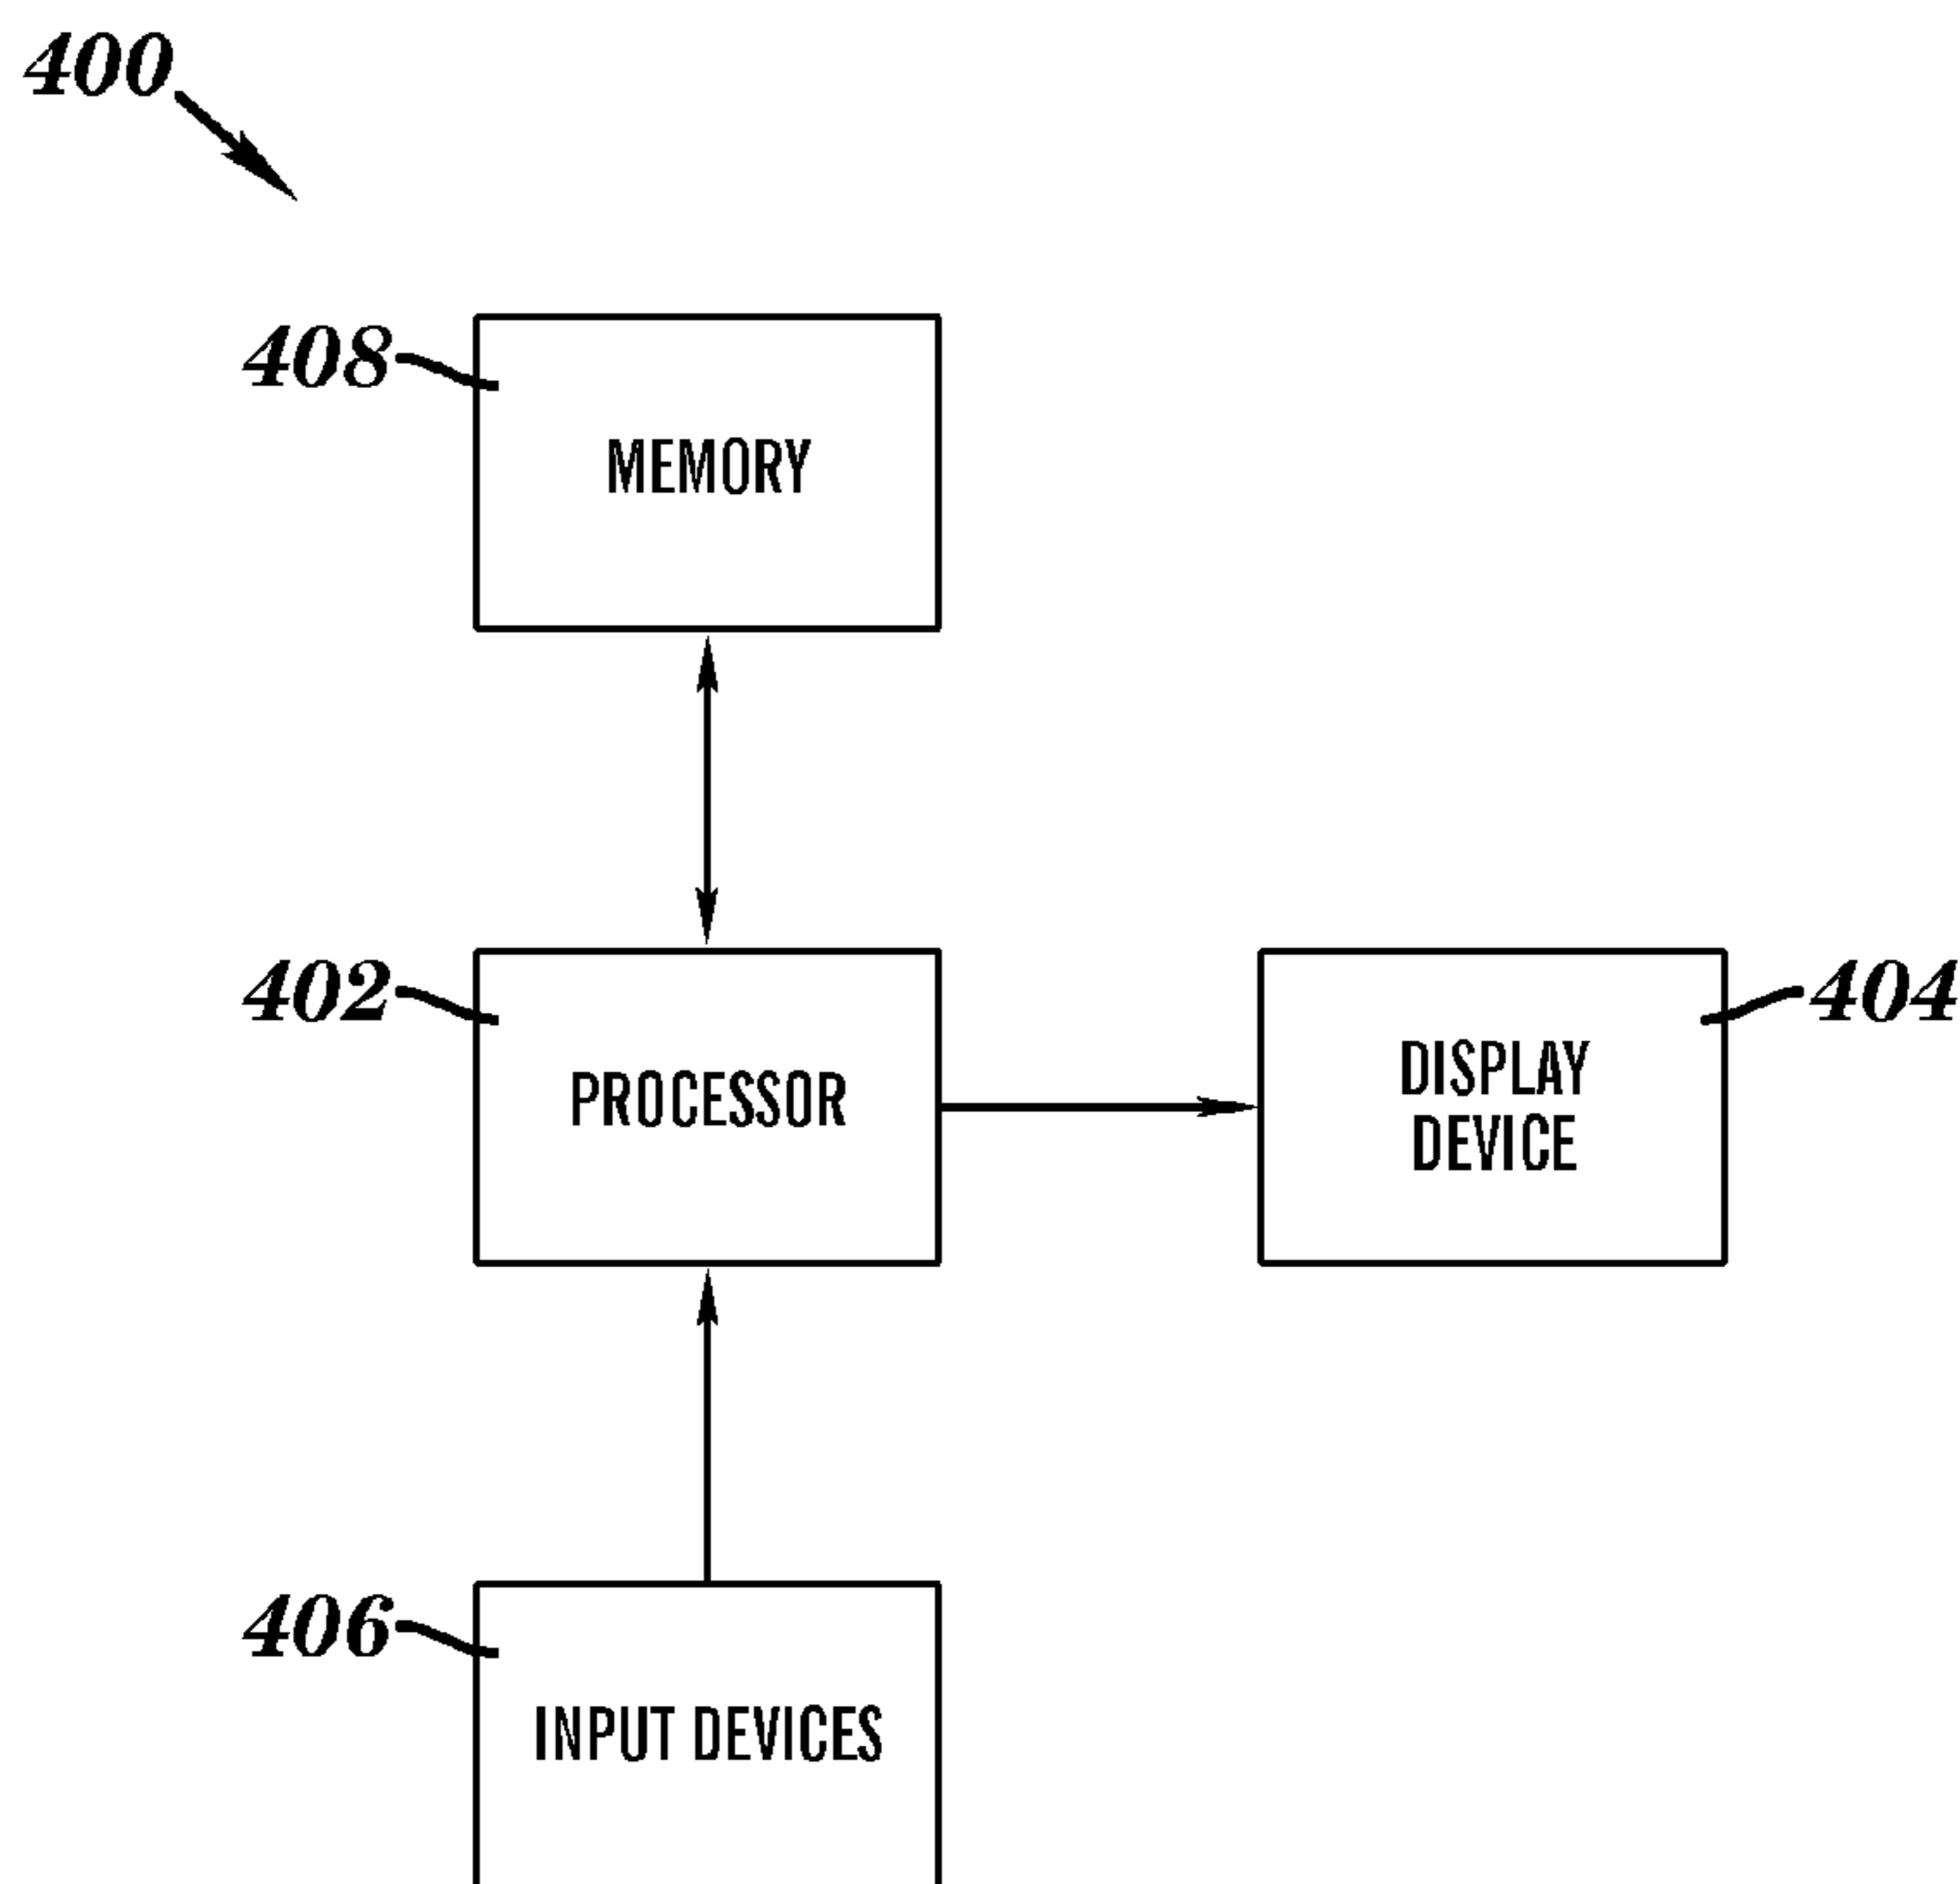 400
408
MEMORY
402
404
PROCESSOR
DISPLAY
DEVICE
406
INPUT DEVICES